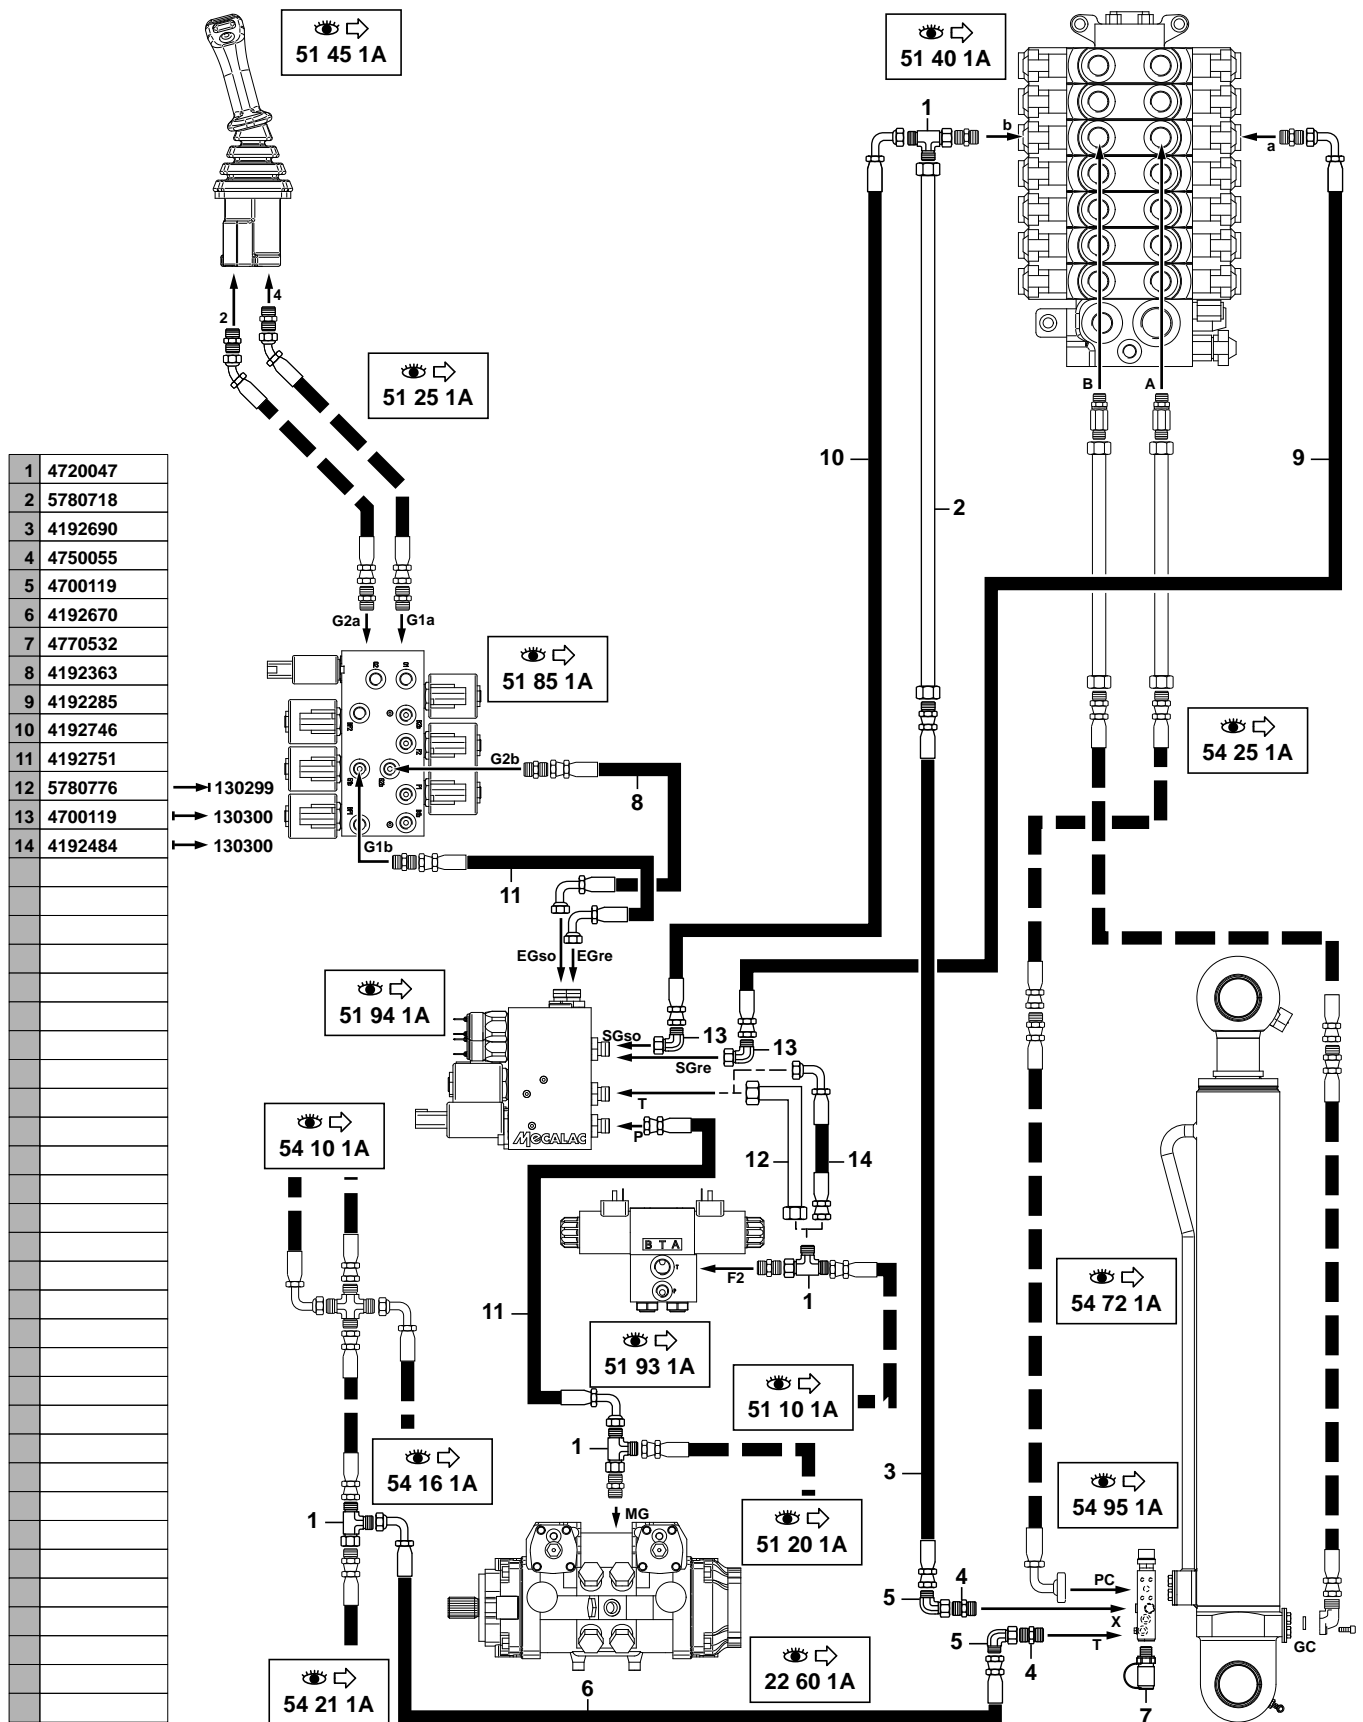 51 45 1A
51 40 1A
1
b
a
4
2
51 25 1A
B
A
10
9
2
1 4720047
2 5780718
3 4192690
4 4750055
5 4700119
6 4192670
7 4770532
8 4192363
9 4192285
10 4192746
11 4192751
12 5780776 130299
13 4700119 130300
14 4192484 130300
G2a
G1a
51 85 1A
54 25 1A
G2b
8
G1b
11
EGso
EGre
51 94 1A
SGso
13
13
SGre
T
P
MECALAC
54 10 1A
12
14
B T A
T
P
F2
1
11
54 72 1A
51 93 1A
51 10 1A
1
54 16 1A
3
54 95 1A
1
MG
51 20 1A
PC
4
5
X
5
T
4
GC
22 60 1A
54 21 1A
6
7